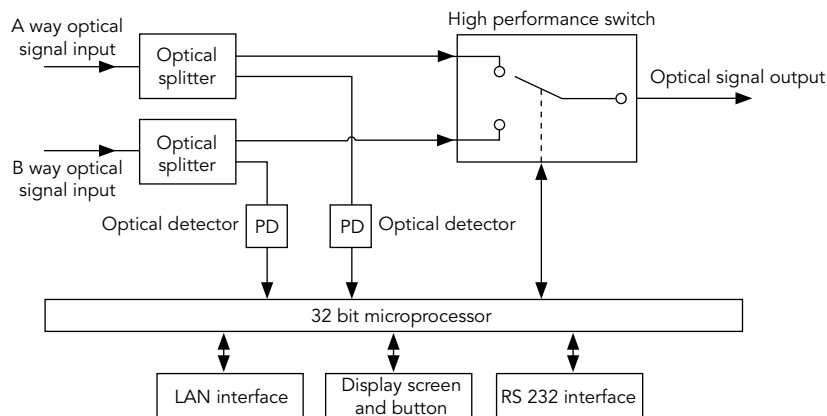 A way optical
signal input
Optical
splitter
High performance switch
Optical signal output
B way optical
signal input
Optical
splitter
Optical detector
PD
PD
Optical detector
32 bit microprocessor
LAN interface
Display screen
and button
RS 232 interface